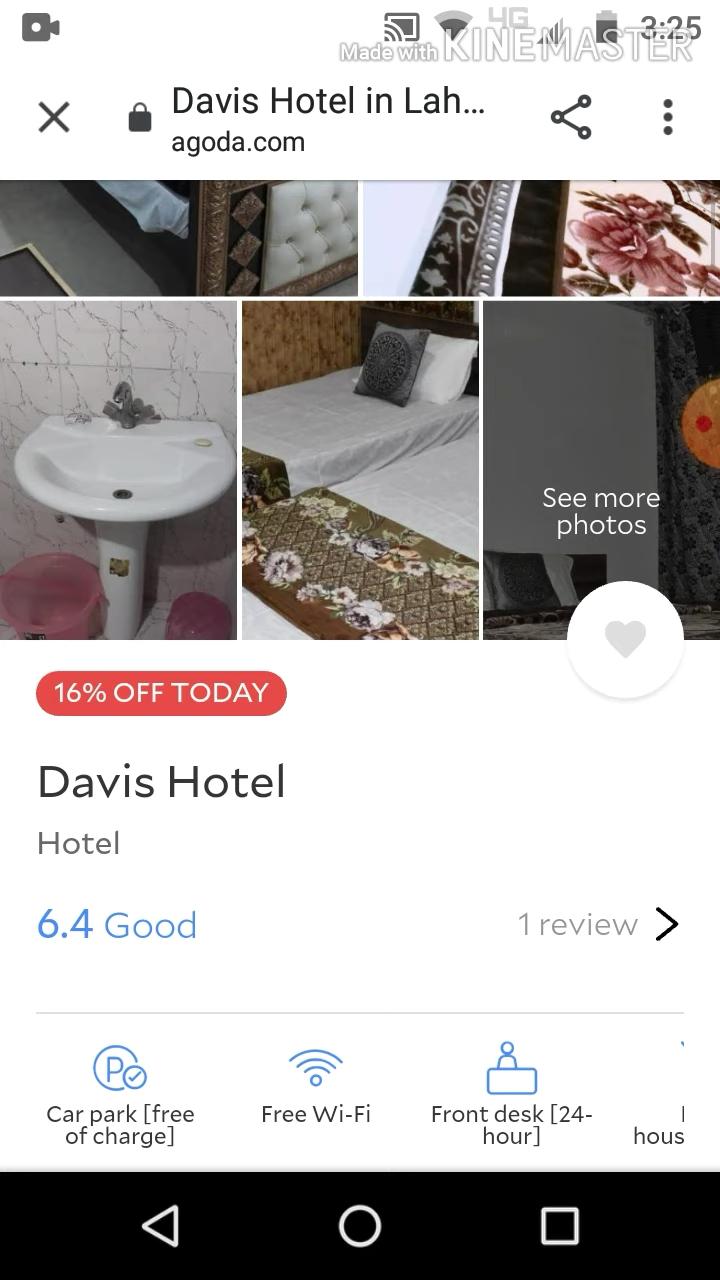 4G
3:25
Made with KINEMASTER
Davis Hotel in Lah...
agoda.com
See more
photos
16% OFF TODAY
Davis Hotel
Hotel
6.4 Good
1 review
Car park [free
of charge]
Free Wi-Fi
Front desk [24-
hour]
hous